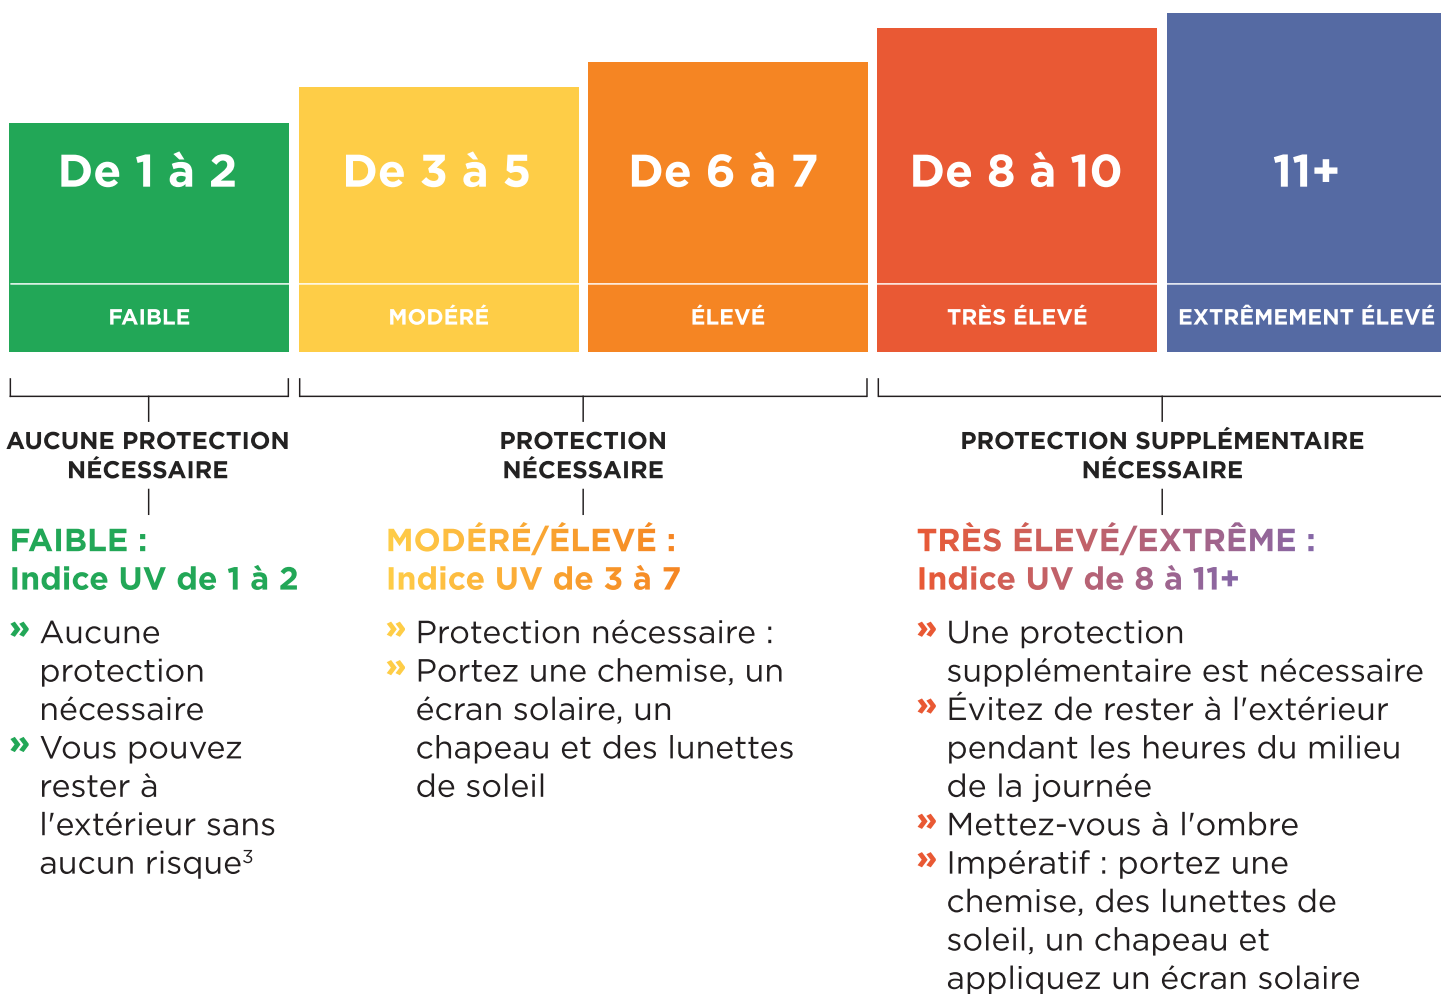 De 1 à 2
De 3 à 5
De 6 à 7
De 8 à 10
11+
FAIBLE
MODÉRÉ
ÉLEVÉ
TRÈS ÉLEVÉ
EXTRÊMEMENT ÉLEVÉ
AUCUNE PROTECTION
NÉCESSAIRE
PROTECTION
NÉCESSAIRE
PROTECTION SUPPLÉMENTAIRE
NÉCESSAIRE
FAIBLE :
Indice UV de 1 à 2
» Aucune
protection
nécessaire
» Vous pouvez
rester à
l'extérieur sans
aucun risque³
MODÉRÉ/ÉLEVÉ :
Indice UV de 3 à 7
» Protection nécessaire :
» Portez une chemise, un
écran solaire, un
chapeau et des lunettes
de soleil
TRÈS ÉLEVÉ/EXTRÊME :
Indice UV de 8 à 11+
» Une protection
supplémentaire est nécessaire
» Évitez de rester à l'extérieur
pendant les heures du milieu
de la journée
» Mettez-vous à l'ombre
» Impératif : portez une
chemise, des lunettes de
soleil, un chapeau et
appliquez un écran solaire